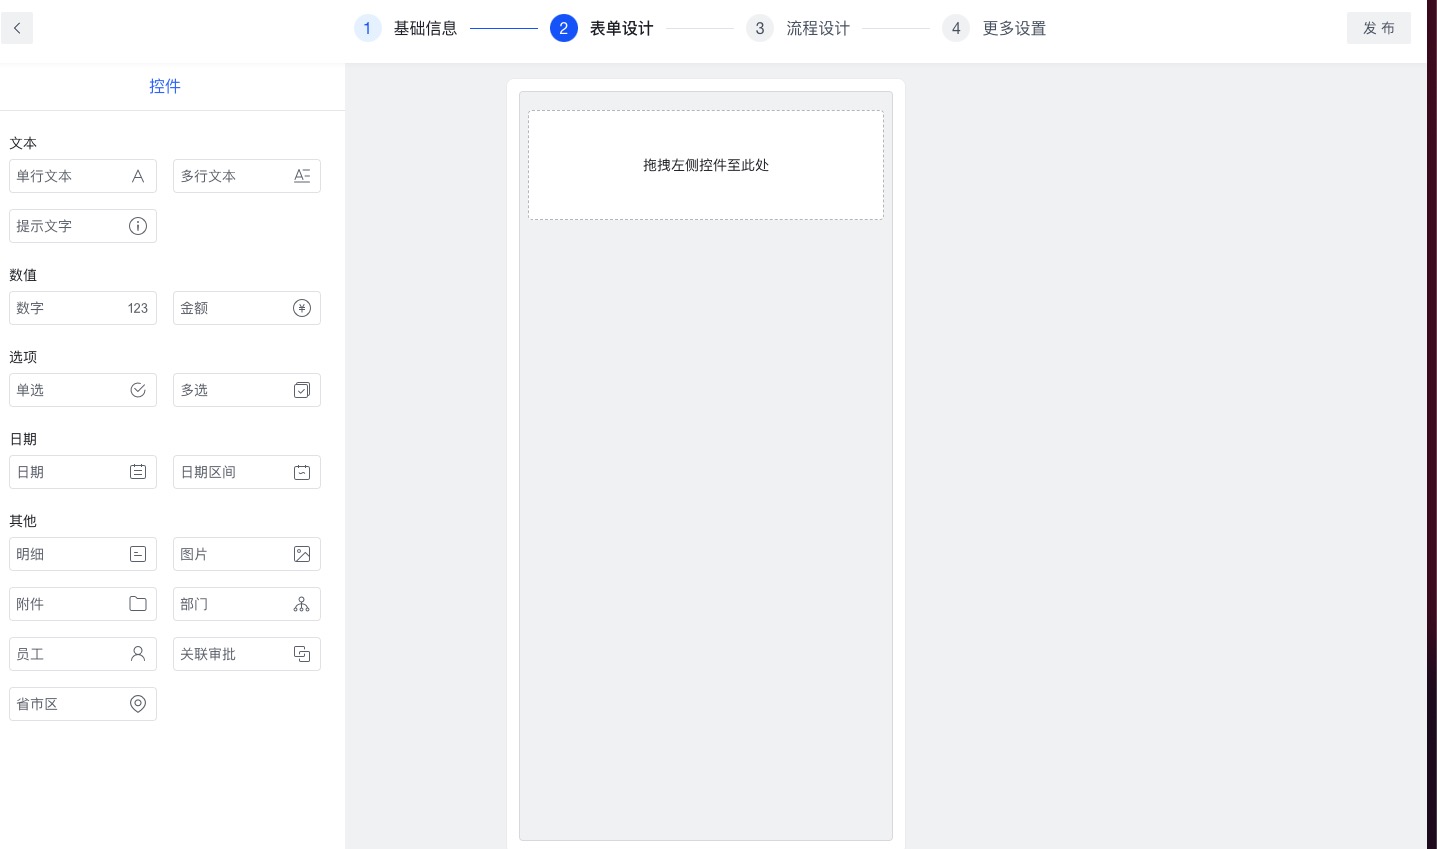 1 基础信息 2 表单设计 3 流程设计 4 更多设置 发 布
控件
文本
单行文本 多行文本
提示文字
数值
数字 123 金额
选项
单选 多选
日期
日期 日期区间
其他
明细 图片
附件 部门
员工 关联审批
省市区
拖拽左侧控件至此处